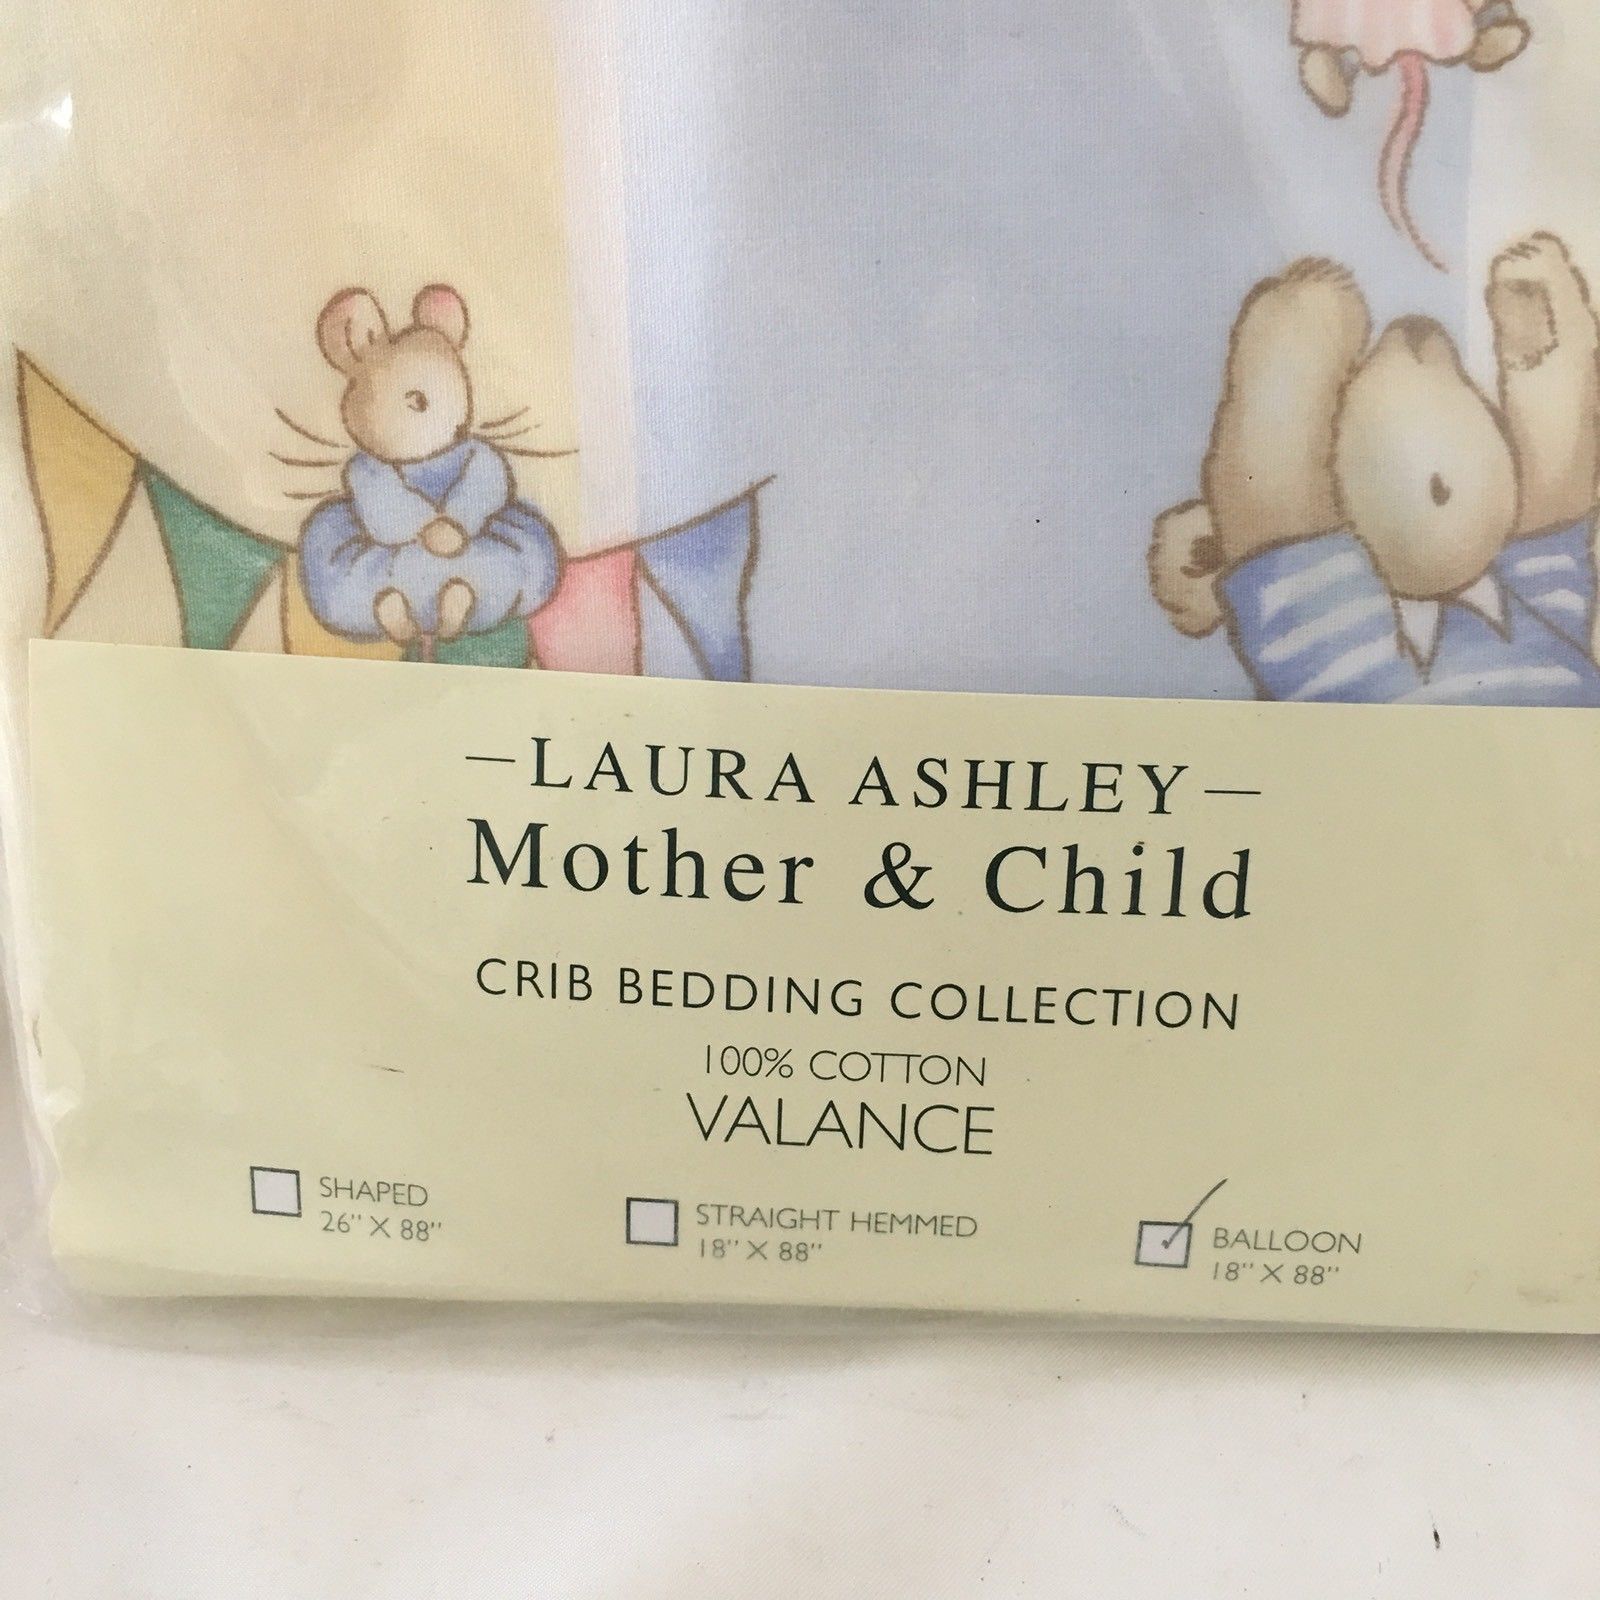 —LAURA ASHLEY—
Mother & Child
CRIB BEDDING COLLECTION
100% COTTON
VALANCE
SHAPED
26" X 88"
STRAIGHT HEMMED
18" X 88"
BALLOON
18" X 88"